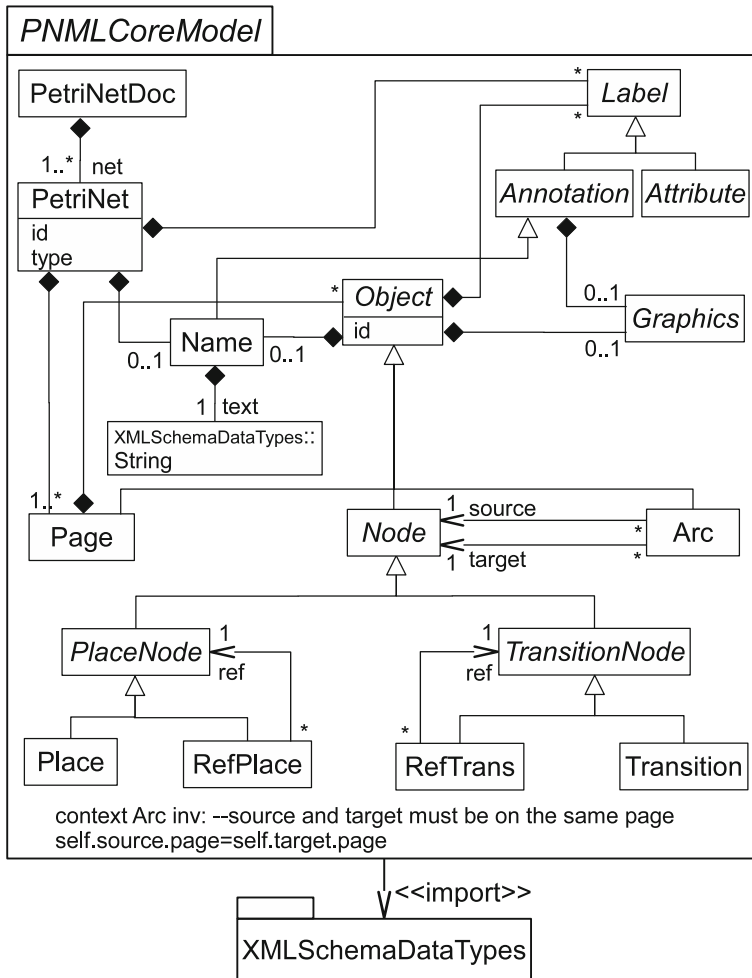 PNMLCoreModel
PetriNetDoc
*
Label
*
1..* net
PetriNet
id
type
Annotation
Attribute
*
Object
id
0..1
Graphics
0..1
Name
0..1
0..1
1 text
XMLSchemaDataTypes::
String
1..*
Page
Node
1 source
*
Arc
1 target
*
PlaceNode
1
ref
*
1
ref
TransitionNode
*
Place
RefPlace
RefTrans
Transition
context Arc inv: --source and target must be on the same page
self.source.page=self.target.page
<<import>>
XMLSchemaDataTypes